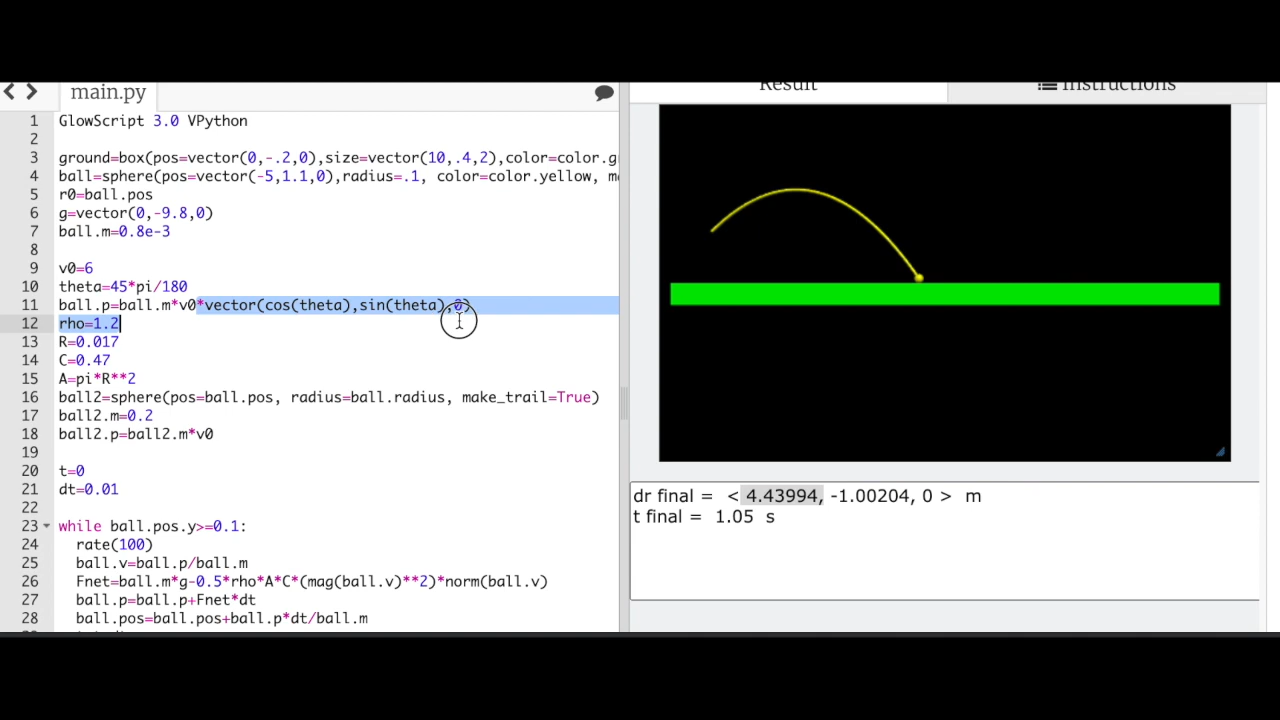 main.py
Result
Instructions
1 GlowScript 3.0 VPython
2
3 ground=box(pos=vector(0,-.2,0),size=vector(10,.4,2),color=color.g
4 ball=sphere(pos=vector(-5,1.1,0),radius=.1, color=color.yellow, m
5 r0=ball.pos
6 g=vector(0,-9.8,0)
7 ball.m=0.8e-3
8
9 v0=6
10 theta=45*pi/180
11 ball.p=ball.m*v0*vector(cos(theta),sin(theta),0)
12 rho=1.2
13 R=0.017
14 C=0.47
15 A=pi*R**2
16 ball2=sphere(pos=ball.pos, radius=ball.radius, make_trail=True)
17 ball2.m=0.2
18 ball2.p=ball2.m*v0
19
20 t=0
21 dt=0.01
22
23 while ball.pos.y>=0.1:
24 rate(100)
25 ball.v=ball.p/ball.m
26 Fnet=ball.m*g-0.5*rho*A*C*(mag(ball.v)**2)*norm(ball.v)
27 ball.p=ball.p+Fnet*dt
28 ball.pos=ball.pos+ball.p*dt/ball.m
dr final = < 4.43994, -1.00204, 0 > m
t final = 1.05 s